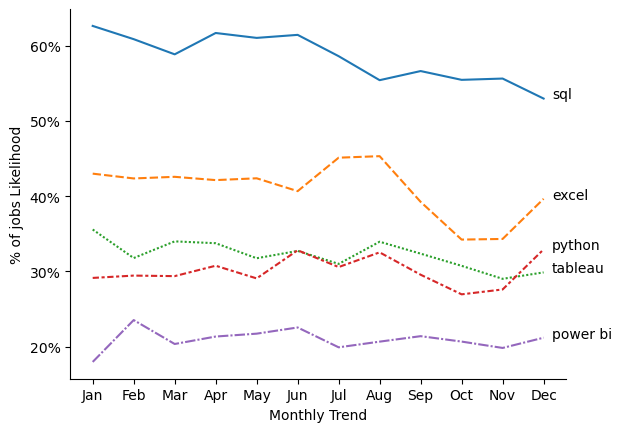 60%
50%
40%
30%
20%
% of jobs Likelihood
sql
excel
python
tableau
power bi
Jan Feb Mar Apr May Jun Jul Aug Sep Oct Nov Dec
Monthly Trend